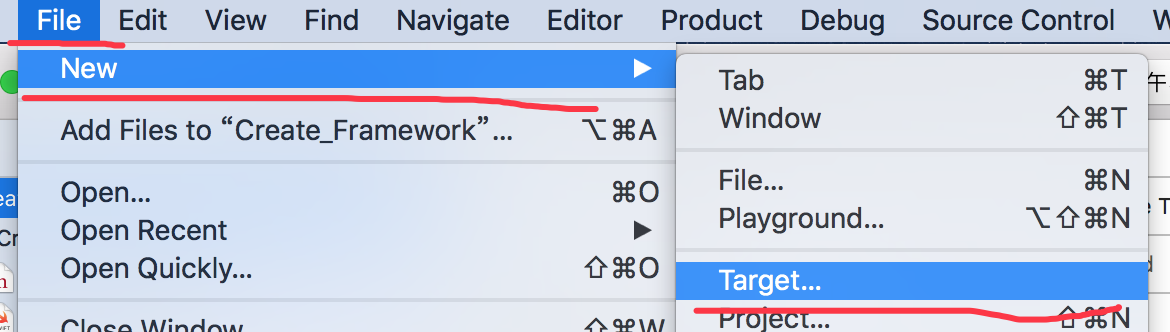 File Edit View Find Navigate Editor Product Debug Source Control
New
Add Files to “Create_Framework”... ⌥⌘A
Open... ⌘O
Open Recent
Open Quickly... ⇧⌘O
Close Window ⇧⌘W
Tab ⌘T
Window ⇧⌘T
File... ⌘N
Playground... ⌥⇧⌘N
Target...
Project... ⇧⌘N
午